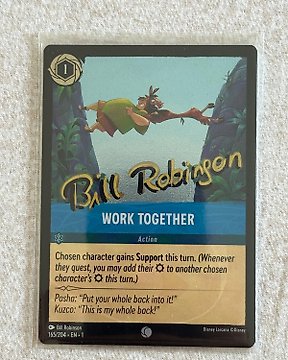 1
Bill Robinson
WORK TOGETHER
Action
Chosen character gains Support this turn. (Whenever
they quest, you may add their to another chosen
character's this turn.)
Pacha: "Put your whole back into it!"
Kuzco: "This is my whole back!"
Bill Robinson
165/204 • EN • 1
Disney Lorcana ©Disney